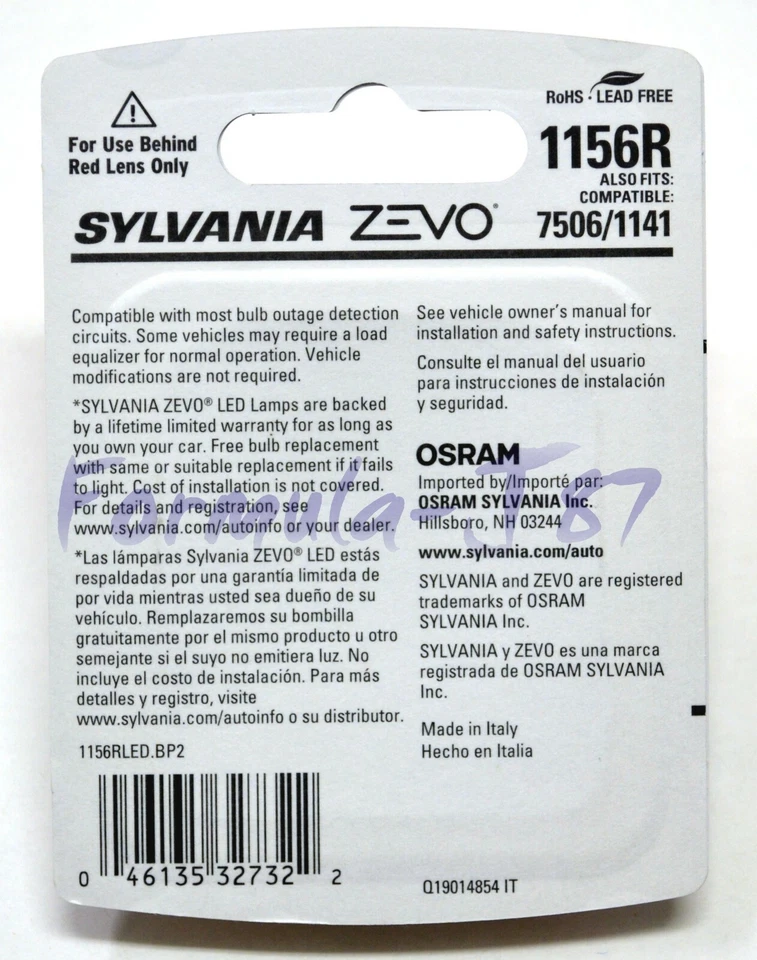 For Use Behind
Red Lens Only
RoHS · LEAD FREE
1156R
ALSO FITS:
COMPATIBLE:
7506/1141
SYLVANIA ZEVO®
Compatible with most bulb outage detection
circuits. Some vehicles may require a load
equalizer for normal operation. Vehicle
modifications are not required.
*SYLVANIA ZEVO® LED Lamps are backed
by a lifetime limited warranty for as long as
you own your car. Free bulb replacement
with same or suitable replacement if it fails
to light. Cost of installation is not covered.
For details and registration, see
www.sylvania.com/autoinfo or your dealer.
*Las lámparas Sylvania ZEVO® LED estás
respaldadas por una garantía limitada de
por vida mientras usted sea dueño de su
vehículo. Remplazaremos su bombilla
gratuitamente por el mismo producto u otro
semejante si el suyo no emitiera luz. No
incluye el costo de instalación. Para más
detalles y registro, visite
www.sylvania.com/autoinfo o su distributor.
1156RLED.BP2
0 46135 32732 2
See vehicle owner's manual for
installation and safety instructions.
Consulte el manual del usuario
para instrucciones de instalación
y seguridad.
OSRAM
Imported by/Importé par:
OSRAM SYLVANIA Inc.
Hillsboro, NH 03244
www.sylvania.com/auto
SYLVANIA and ZEVO are registered
trademarks of OSRAM
SYLVANIA Inc.
SYLVANIA y ZEVO es una marca
registrada de OSRAM SYLVANIA
Inc.
Made in Italy
Hecho en Italia
Q19014854 IT
Formula-J87